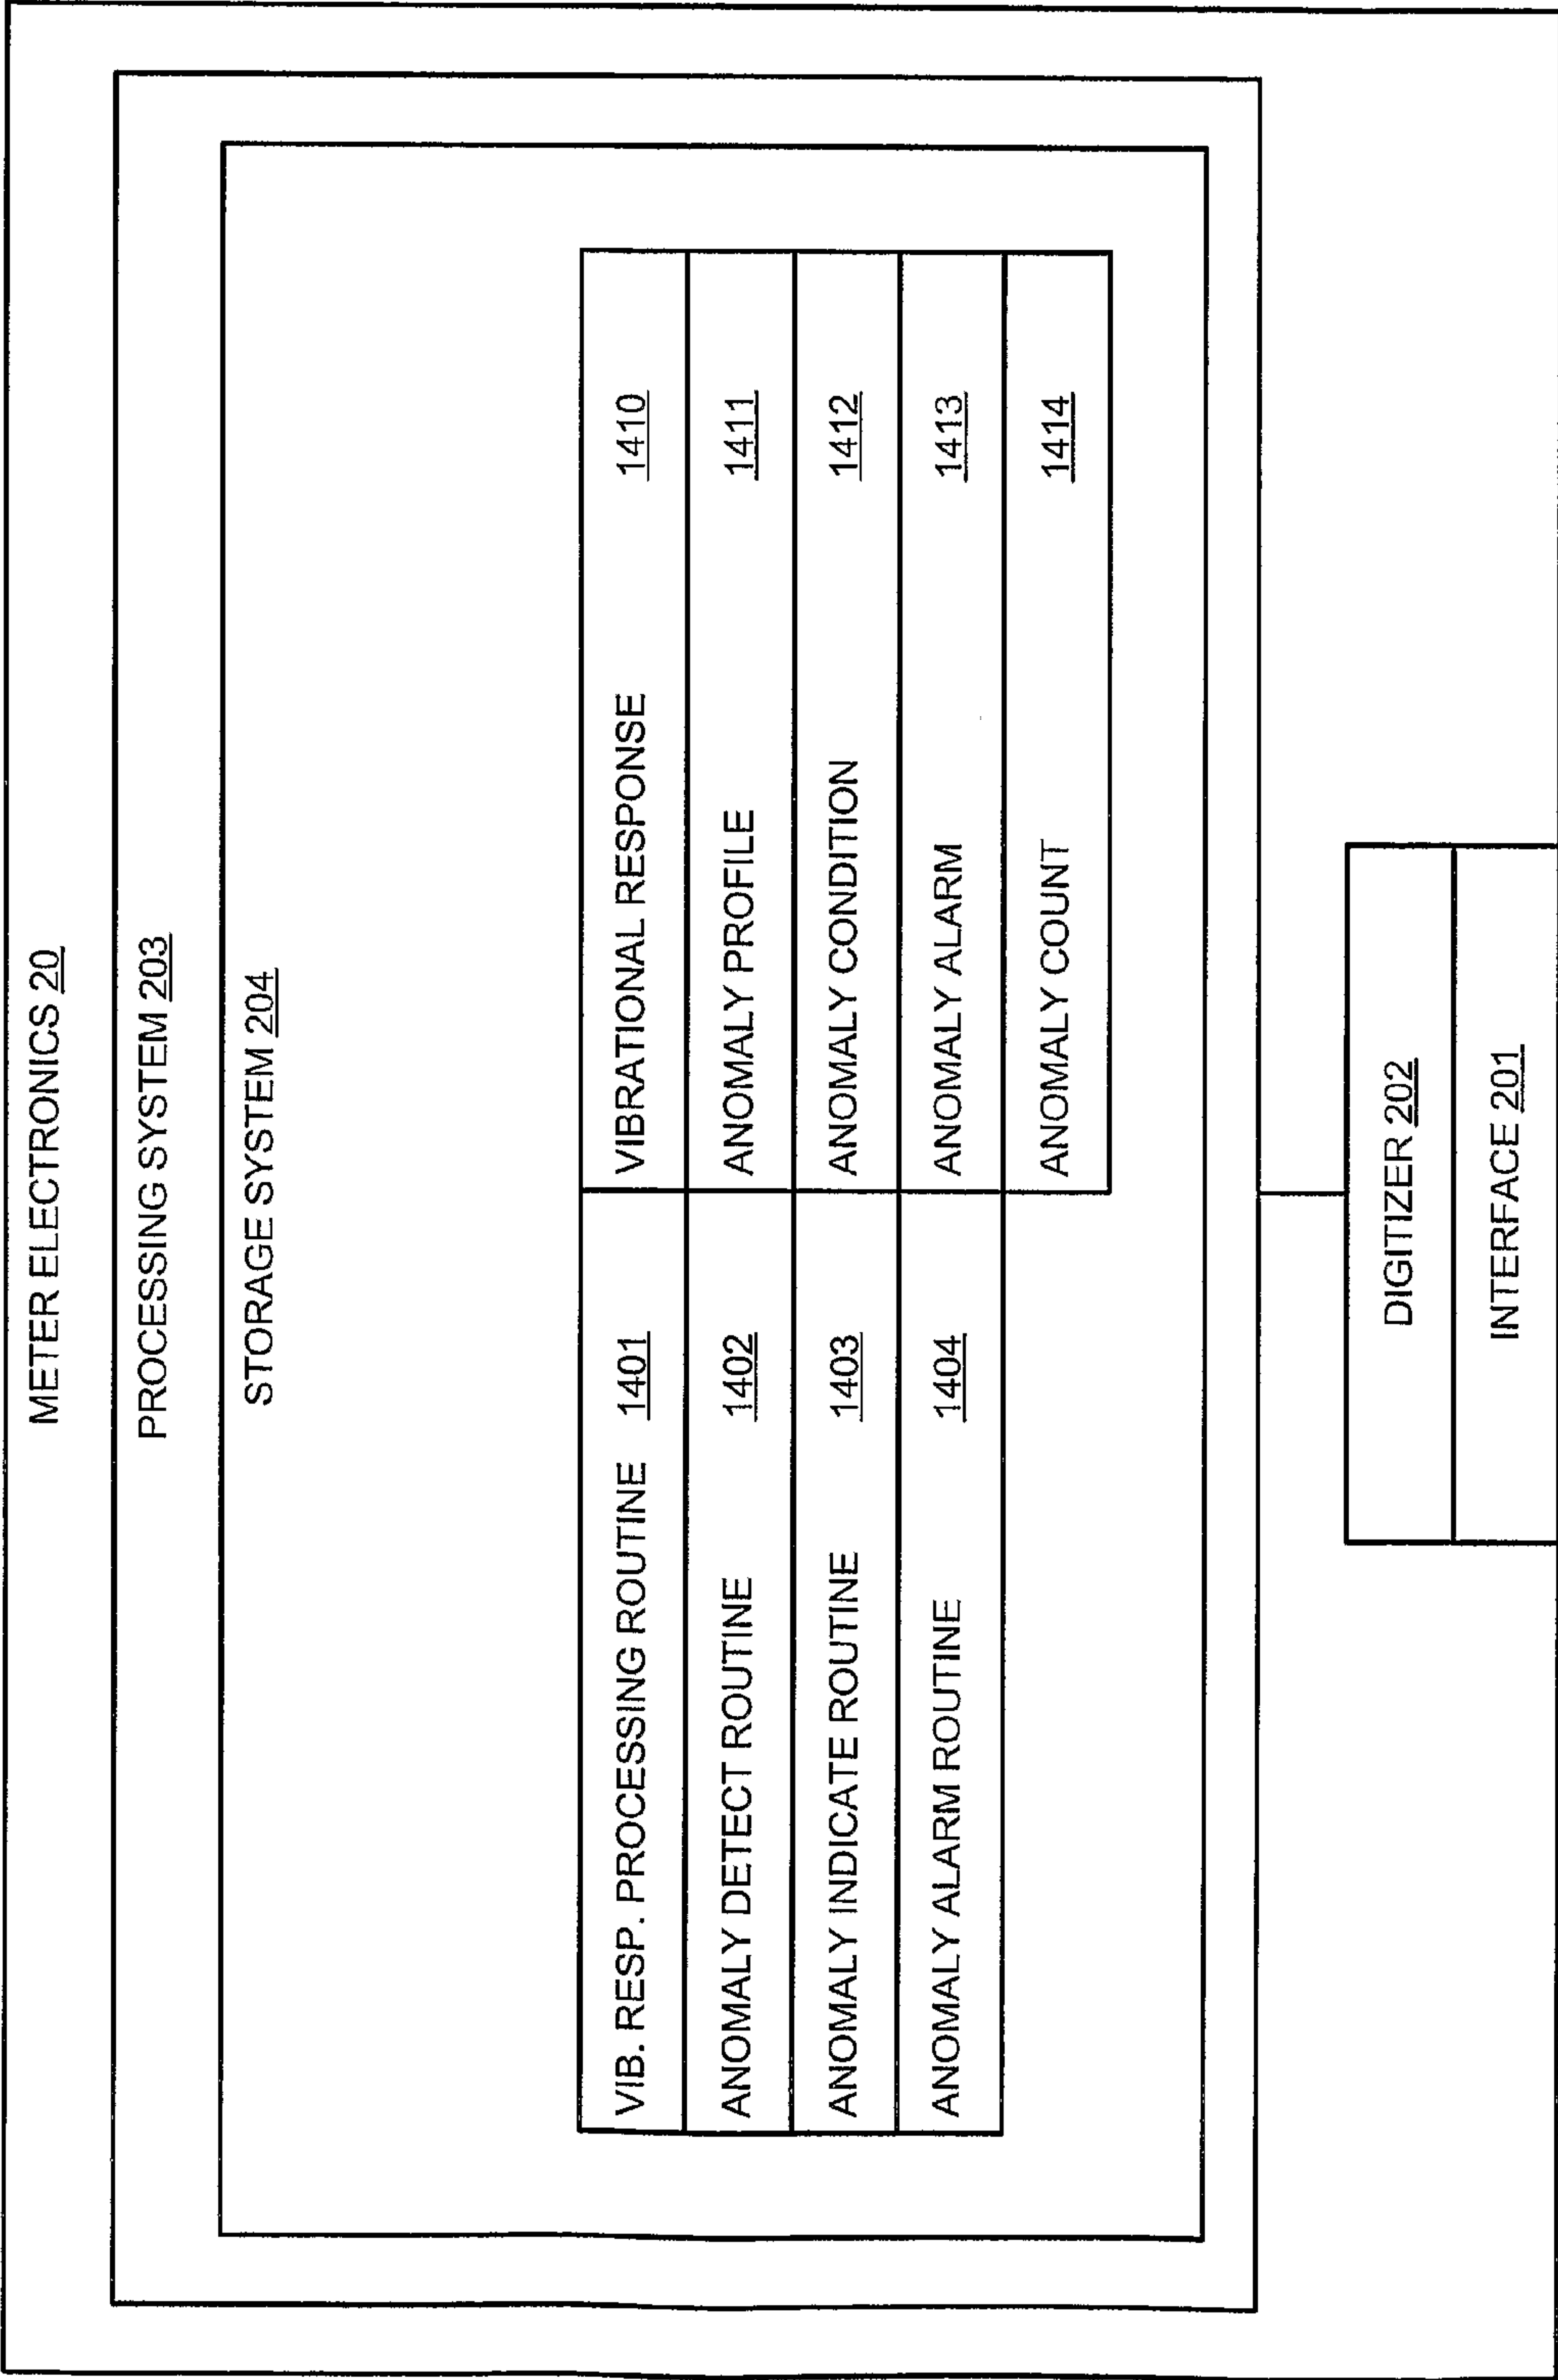 METER ELECTRONICS 20
PROCESSING SYSTEM 203
STORAGE SYSTEM 204
VIB. RESP. PROCESSING ROUTINE 1401
VIBRATIONAL RESPONSE 1410
ANOMALY DETECT ROUTINE 1402
ANOMALY PROFILE 1411
ANOMALY INDICATE ROUTINE 1403
ANOMALY CONDITION 1412
ANOMALY ALARM ROUTINE 1404
ANOMALY ALARM 1413
ANOMALY COUNT 1414
DIGITIZER 202
INTERFACE 201